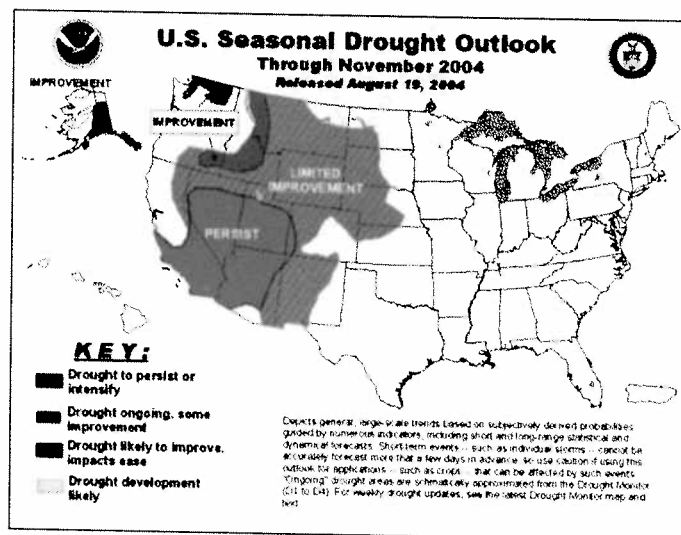 U.S. Seasonal Drought Outlook
Through November 2004
Released August 19, 2004
IMPROVEMENT
IMPROVEMENT
LIMITED
IMPROVEMENT
PERSIST
KEY:
Drought to persist or
intensify
Drought ongoing, some
improvement
Drought likely to improve,
impacts ease
Drought development
likely
Depicts general, large-scale trends based on subjectively derived probabilities
guided by numerous indicators, including short and long-range statistical and
dynamical forecasts. Short-term events -- such as individual storms -- cannot be
accurately forecast more than a few days in advance, so use caution if using this
outlook for applications -- such as crops -- that can be affected by such events.
"Ongoing" drought areas are schematically approximated from the Drought Monitor
(D1 to D4). For weekly drought updates, see the latest Drought Monitor map and
text.